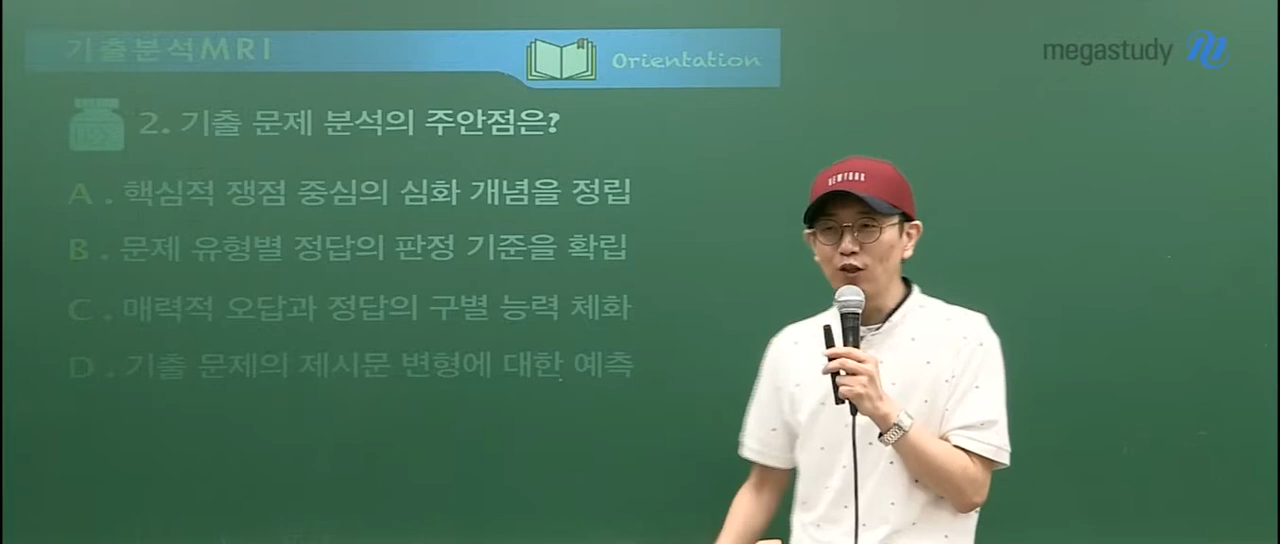 기출분석MRI
Orientation
megastudy
2. 기출 문제 분석의 주안점은?
A. 핵심적 쟁점 중심의 심화 개념을 정립
B. 문제 유형별 정답의 판정 기준을 확립
C. 매력적 오답과 정답의 구별 능력 체화
D. 기출 문제의 제시문 변형에 대한 예측
NEWYORK